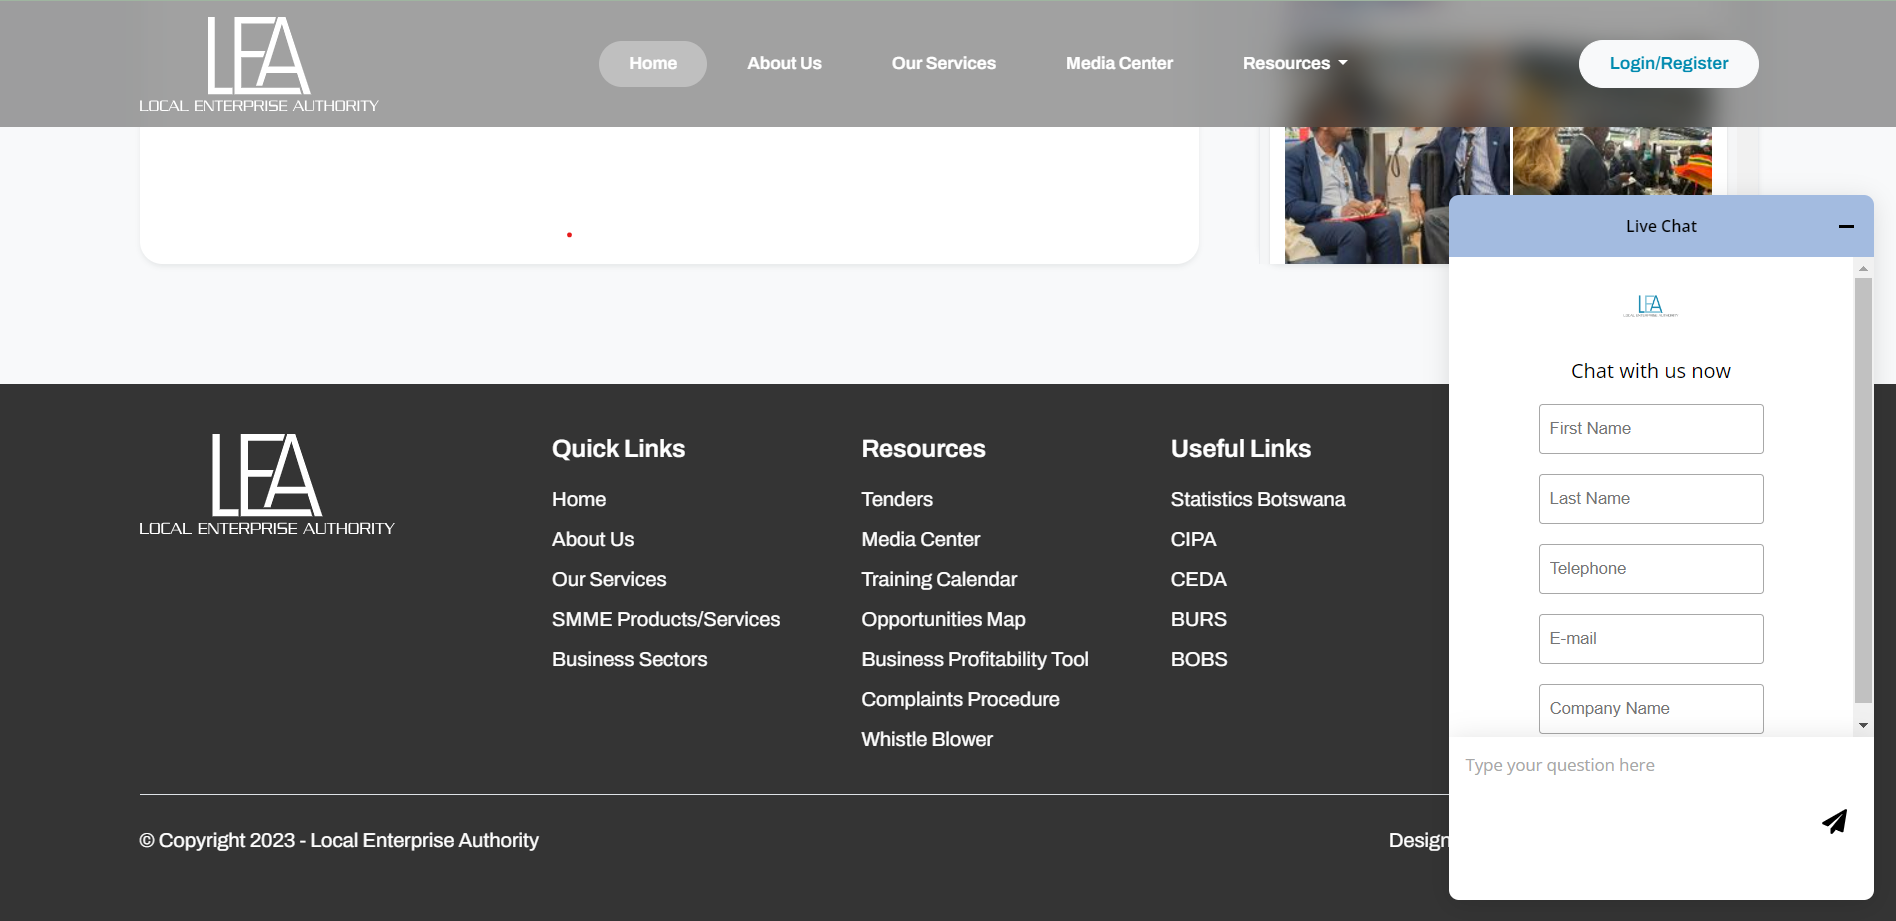 LEA
LOCAL ENTERPRISE AUTHORITY
Home
About Us
Our Services
Media Center
Resources
Login/Register
Live Chat
LEA
LOCAL ENTERPRISE AUTHORITY
Chat with us now
First Name
Last Name
Telephone
E-mail
Company Name
Type your question here
LEA
LOCAL ENTERPRISE AUTHORITY
Quick Links
Home
About Us
Our Services
SMME Products/Services
Business Sectors
Resources
Tenders
Media Center
Training Calendar
Opportunities Map
Business Profitability Tool
Complaints Procedure
Whistle Blower
Useful Links
Statistics Botswana
CIPA
CEDA
BURS
BOBS
© Copyright 2023 - Local Enterprise Authority
Design